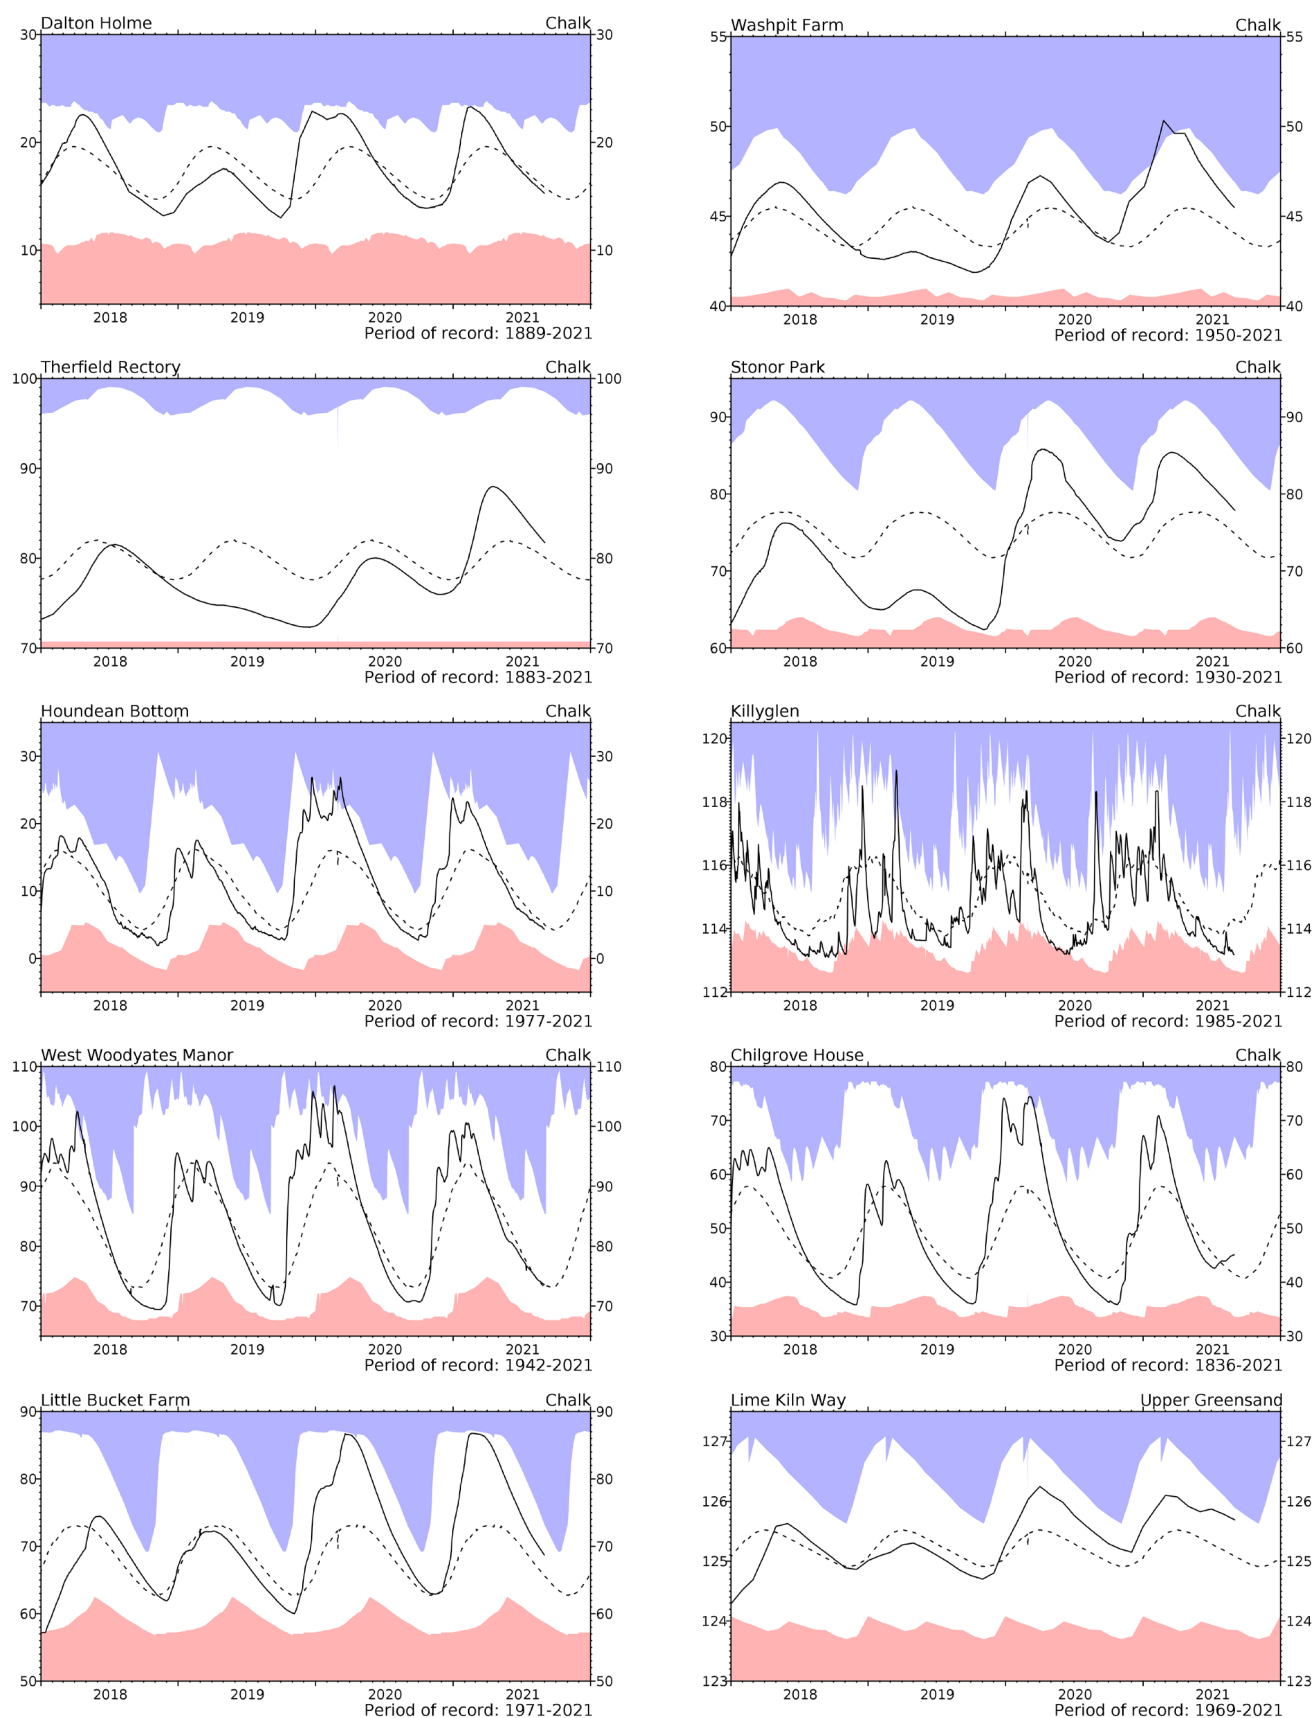 Dalton Holme Chalk
30 30
20 20
10 10
2018 2019 2020 2021
Period of record: 1889-2021
Washpit Farm Chalk
55 55
50 50
45 45
40 40
2018 2019 2020 2021
Period of record: 1950-2021
Therfield Rectory Chalk
100 100
90 90
80 80
70 70
2018 2019 2020 2021
Period of record: 1883-2021
Stonor Park Chalk
90 90
80 80
70 70
60 60
2018 2019 2020 2021
Period of record: 1930-2021
Houndean Bottom Chalk
30 30
20 20
10 10
0 0
2018 2019 2020 2021
Period of record: 1977-2021
Killyglen Chalk
120 120
118 118
116 116
114 114
112 112
2018 2019 2020 2021
Period of record: 1985-2021
West Woodyates Manor Chalk
110 110
100 100
90 90
80 80
70 70
2018 2019 2020 2021
Period of record: 1942-2021
Chilgrove House Chalk
80 80
70 70
60 60
50 50
40 40
30 30
2018 2019 2020 2021
Period of record: 1836-2021
Little Bucket Farm Chalk
90 90
80 80
70 70
60 60
50 50
2018 2019 2020 2021
Period of record: 1971-2021
Lime Kiln Way Upper Greensand
127 127
126 126
125 125
124 124
123 123
2018 2019 2020 2021
Period of record: 1969-2021